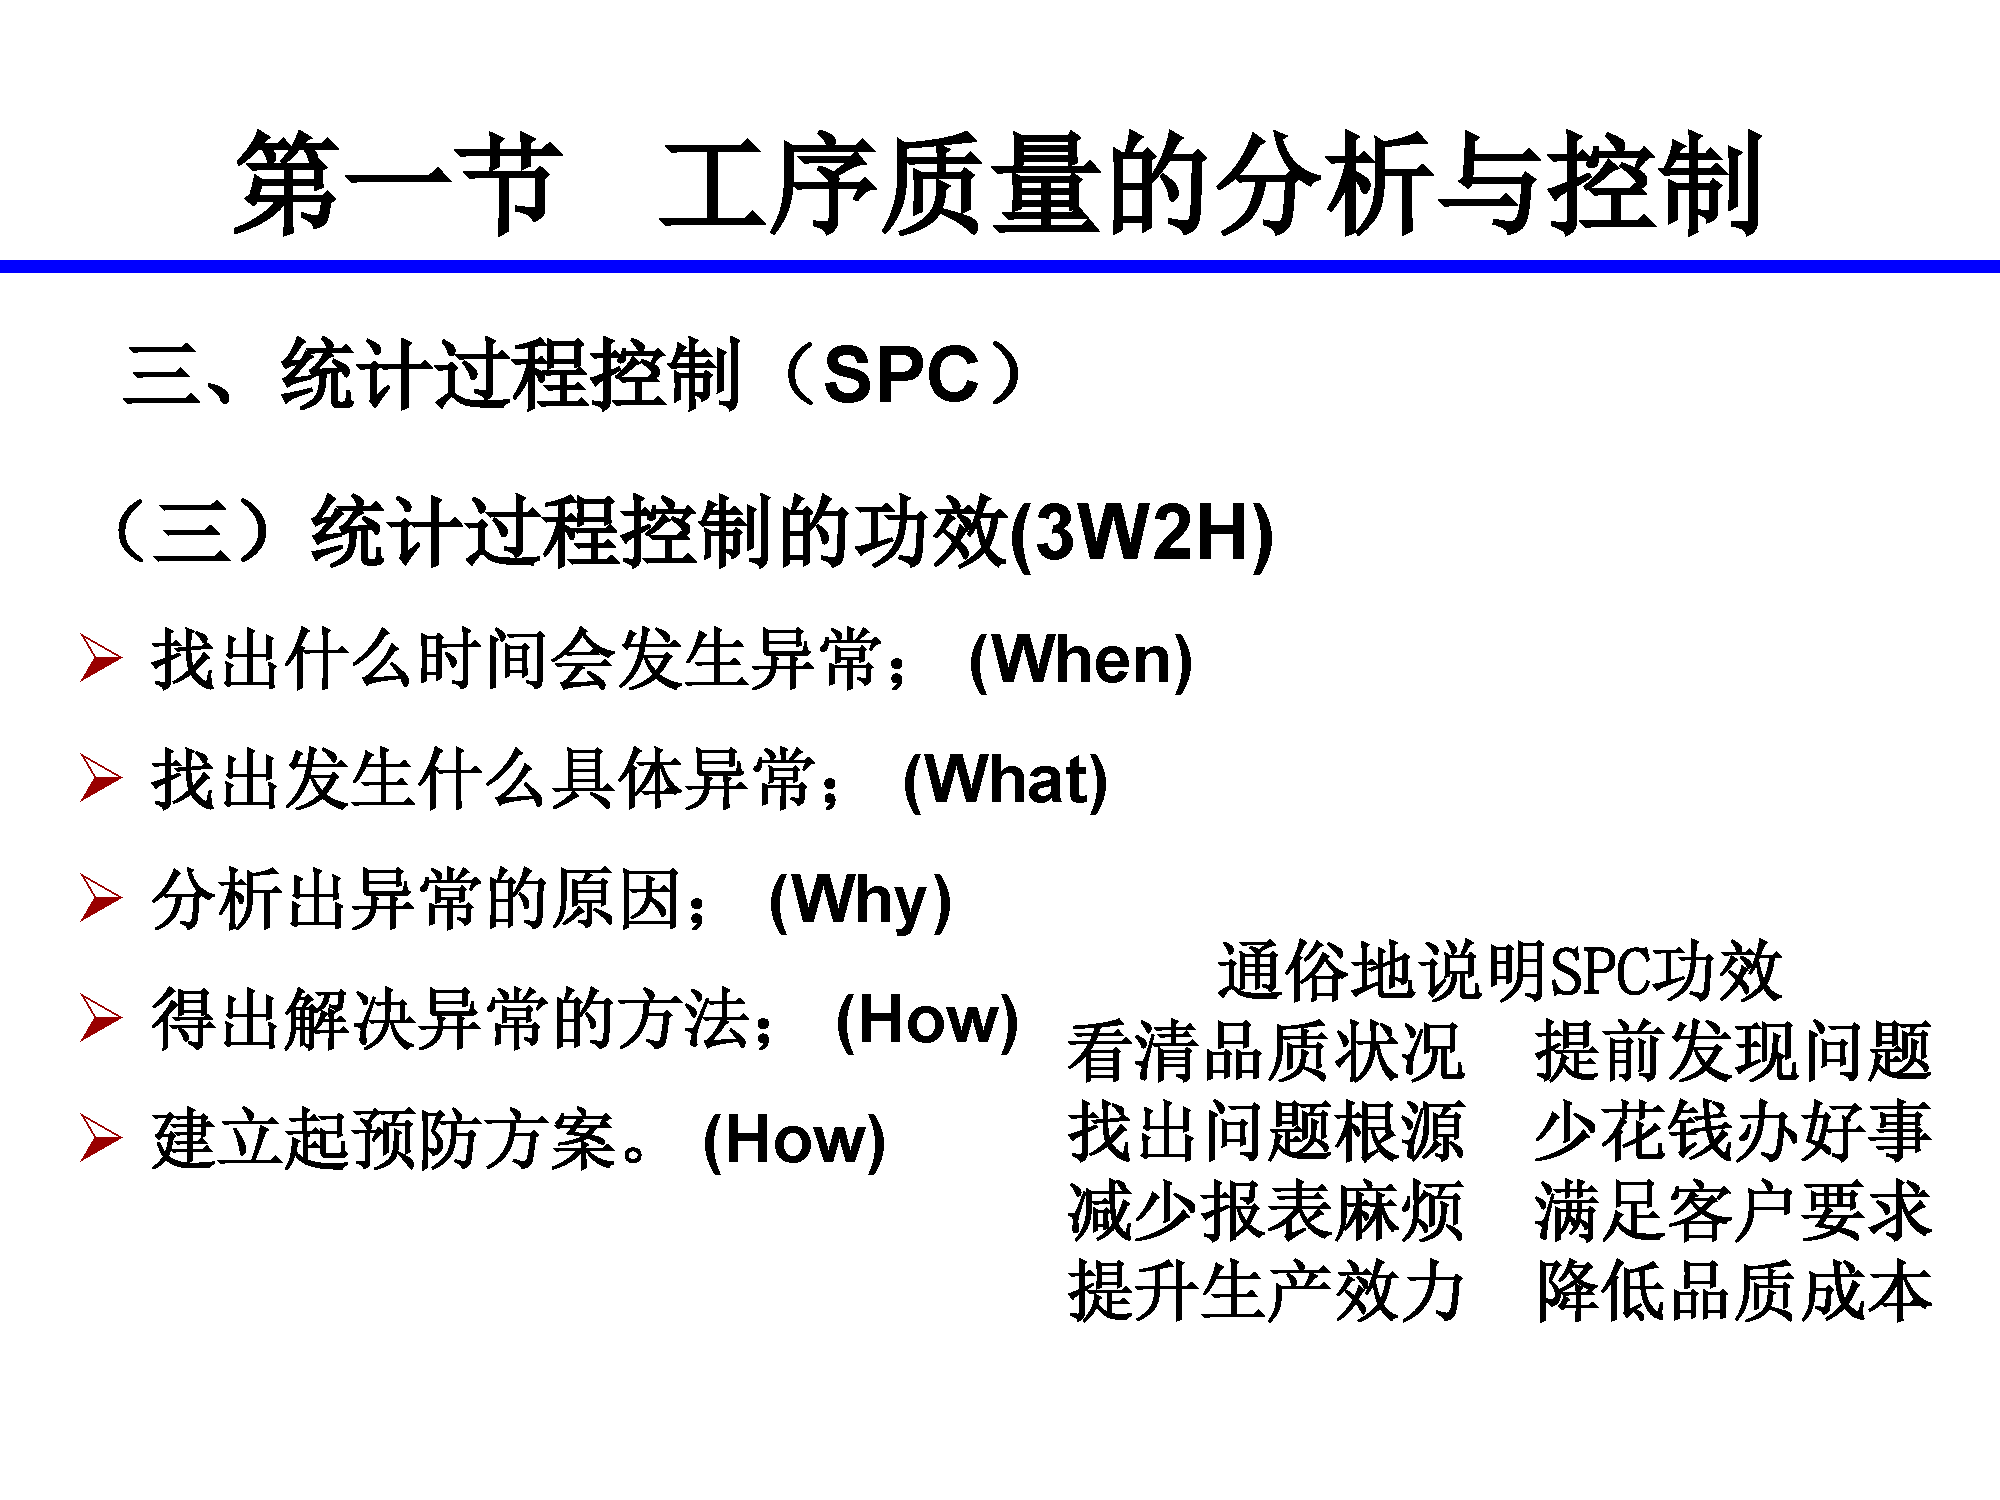 第一节 工序质量的分析与控制
三、统计过程控制（SPC）
（三）统计过程控制的功效(3W2H)
找出什么时间会发生异常； (When)
找出发生什么具体异常； (What)
分析出异常的原因； (Why)
得出解决异常的方法； (How)
建立起预防方案。 (How)
通俗地说明SPC功效
看清品质状况 提前发现问题
找出问题根源 少花钱办好事
减少报表麻烦 满足客户要求
提升生产效力 降低品质成本